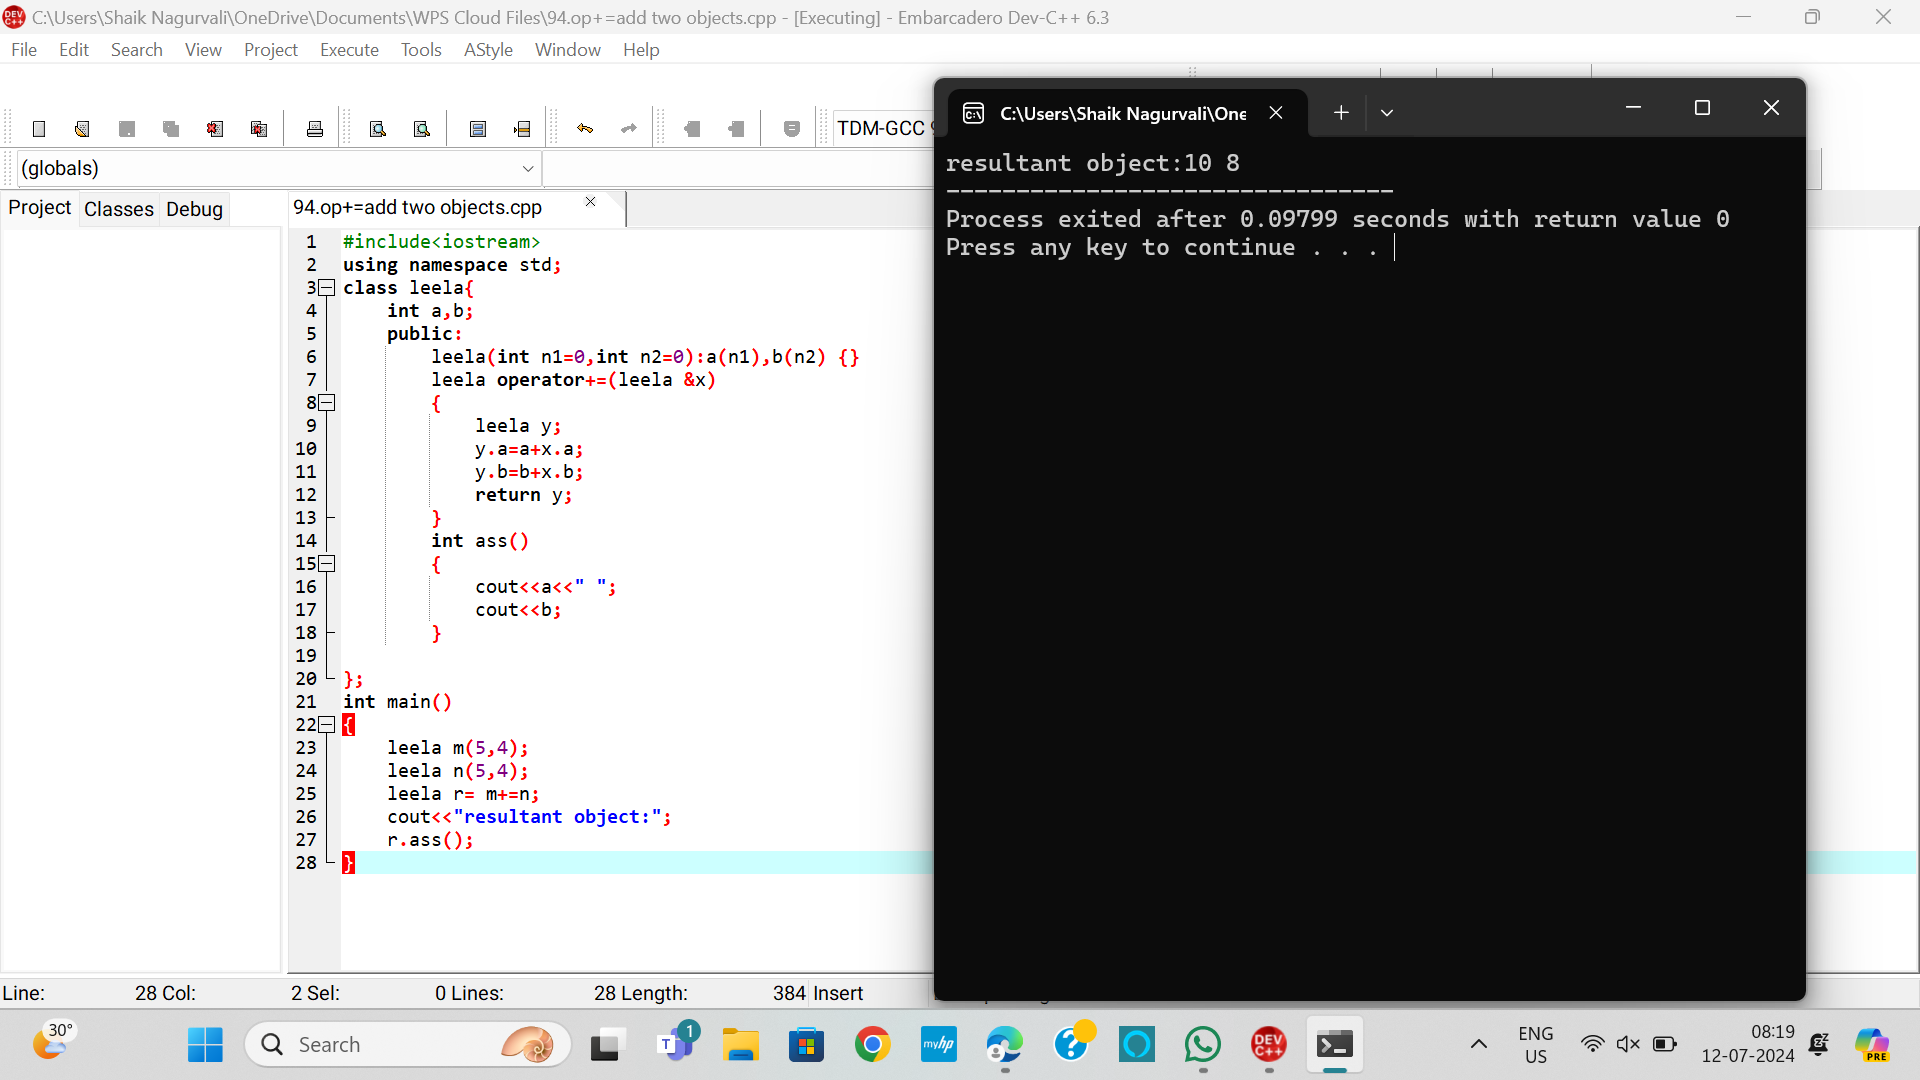 C:\Users\Shaik Nagurvali\OneDrive\Documents\WPS Cloud Files\94.op+=add two objects.cpp - [Executing] - Embarcadero Dev-C++ 6.3
File Edit Search View Project Execute Tools AStyle Window Help
TDM-GCC
(globals)
Project Classes Debug
94.op+=add two objects.cpp
1 #include<iostream>
2 using namespace std;
3 class leela{
4 int a,b;
5 public:
6 leela(int n1=0,int n2=0):a(n1),b(n2) {}
7 leela operator+=(leela &x)
8 {
9 leela y;
10 y.a=a+x.a;
11 y.b=b+x.b;
12 return y;
13 }
14 int ass()
15 {
16 cout<<a<<" ";
17 cout<<b;
18 }
19
20 };
21 int main()
22 {
23 leela m(5,4);
24 leela n(5,4);
25 leela r= m+=n;
26 cout<<"resultant object:";
27 r.ass();
28 }
C:\Users\Shaik Nagurvali\One
resultant object:10 8
--------------------------------
Process exited after 0.09799 seconds with return value 0
Press any key to continue . . .
Line: 28 Col: 2 Sel: 0 Lines: 28 Length: 384 Insert
30°
Search
1
T
myhp
?
DEV
C++
ENG
US
08:19
12-07-2024
PRE